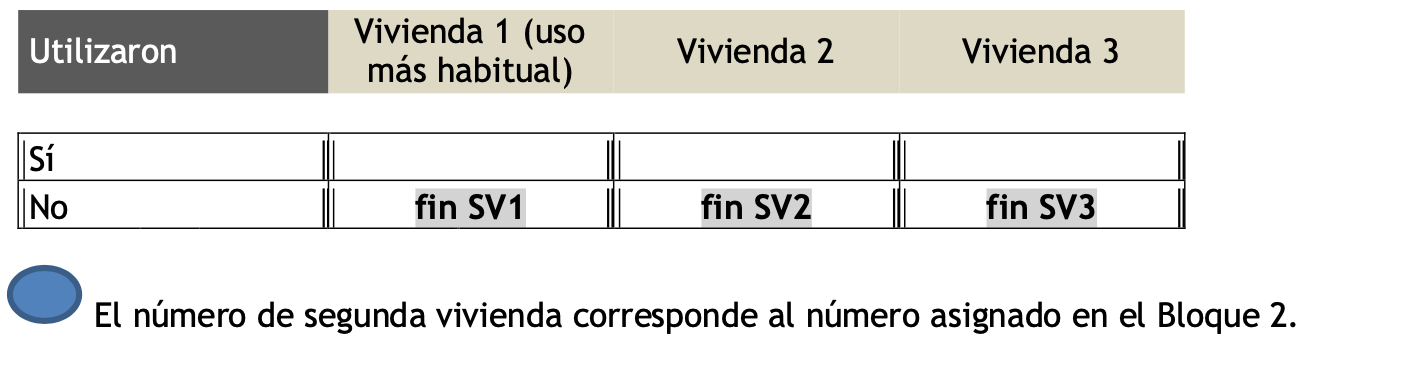 Utilizaron
Vivienda 1 (uso
más habitual)
Vivienda 2
Vivienda 3
Sí
No
fin SV1
fin SV2
fin SV3
El número de segunda vivienda corresponde al número asignado en el Bloque 2.